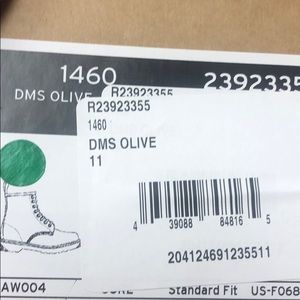 1460
2392335
DMS OLIVE
R23923355
R23923355
1460
DMS OLIVE
11
4 39088 84816 5
204124691235511
AW004
Standard Fit
US-F068